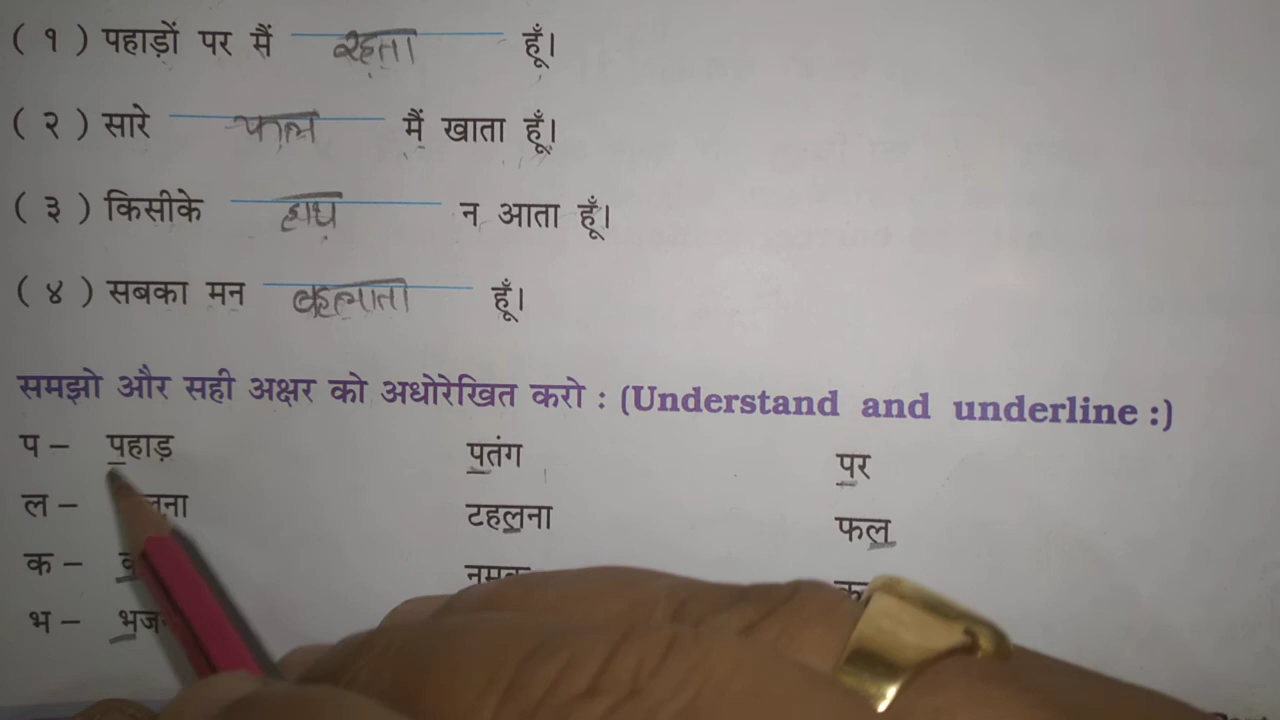 ( १ ) पहाड़ों पर मैं रहता हूँ।
( २ ) सारे फल मैं खाता हूँ।
( ३ ) किसीके हाथ न आता हूँ।
( ४ ) सबका मन बहलाता हूँ।
समझो और सही अक्षर को अधोरेखित करो : (Understand and underline :)
प – पहाड़ पतंग पर
ल – टहलना फल
क –
भ –